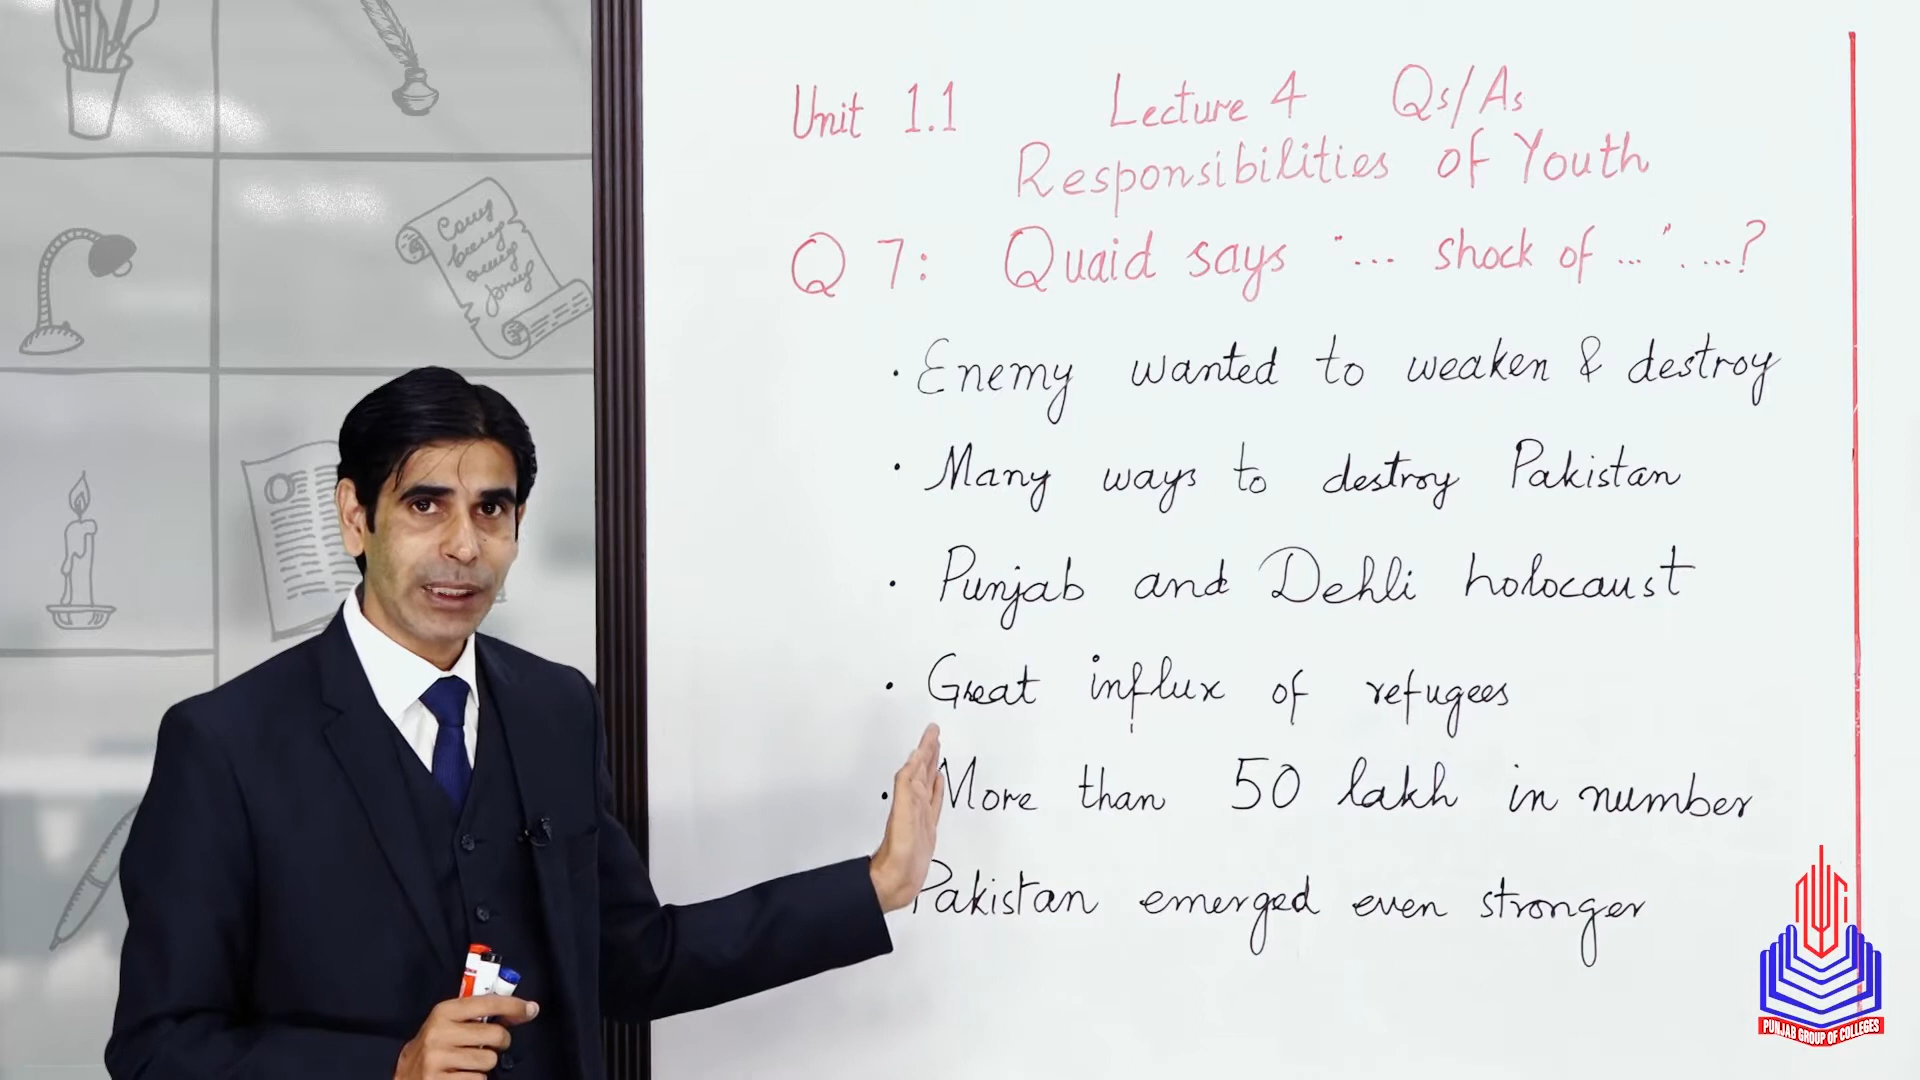 Unit 1.1 Lecture 4 Qs/As
Responsibilities of Youth
Q 7: Quaid says "... shock of ...". ...?
· Enemy wanted to weaken & destroy
· Many ways to destroy Pakistan
· Punjab and Dehli holocaust
· Great influx of refugees
· More than 50 lakh in number
Pakistan emerged even stronger
PUNJAB GROUP OF COLLEGES